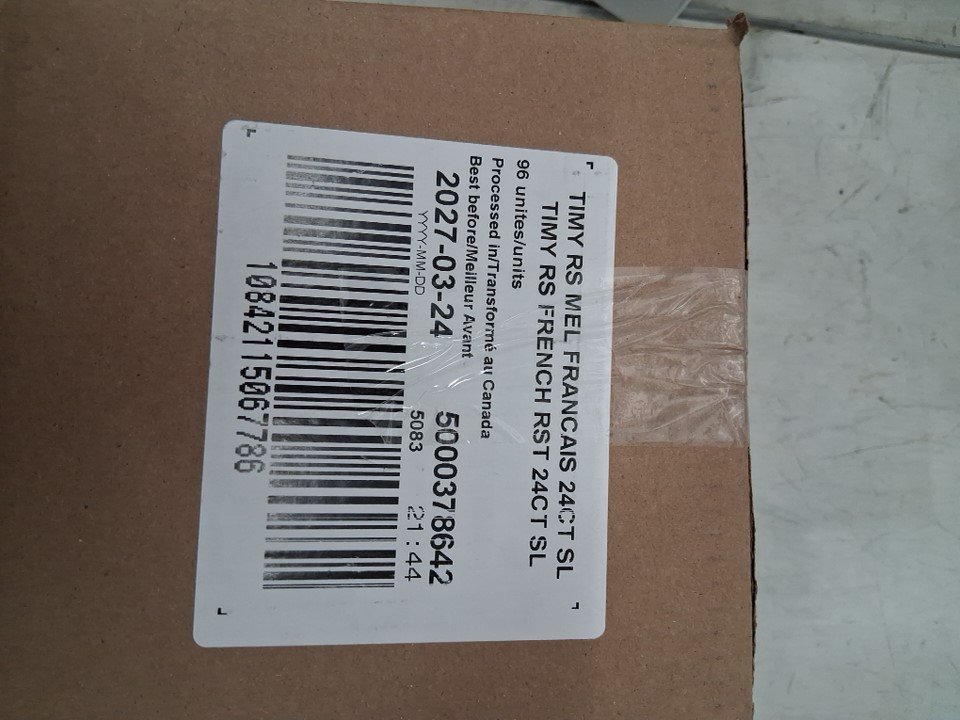 TIMY RS MEL FRANCAIS 24CT SL
TIMY RS FRENCH RST 24CT SL
96 unites/units
Processed in/Transformé au Canada
Best before/Meilleur Avant
2027-03-24 5000378642
YYYY-MM-DD 5083 21:44
10842115067786